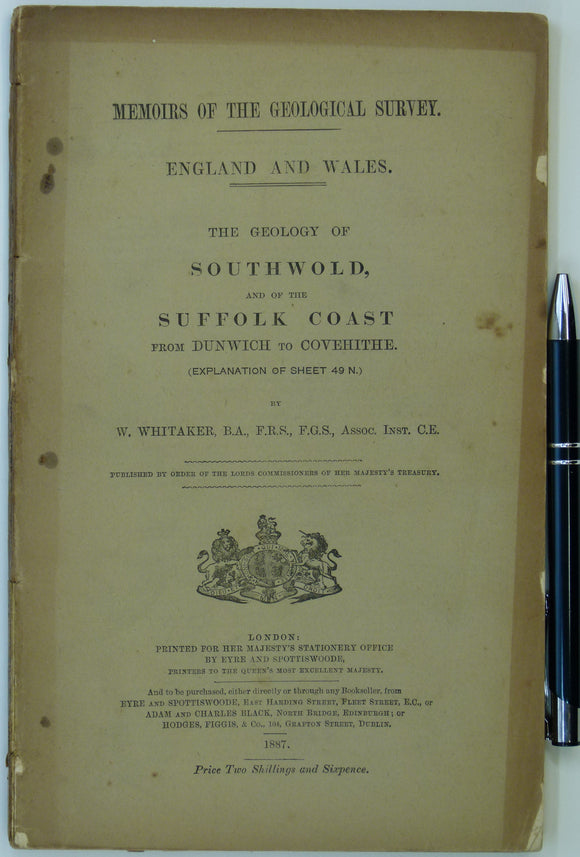 MEMOIRS OF THE GEOLOGICAL SURVEY.
ENGLAND AND WALES.
THE GEOLOGY OF
SOUTHWOLD,
AND OF THE
SUFFOLK COAST
FROM DUNWICH TO COVEHITHE.
(EXPLANATION OF SHEET 49 N.)
BY
W. WHITAKER, B.A., F.R.S., F.G.S., ASSOC. INST. C.E.
PUBLISHED BY ORDER OF THE LORDS COMMISSIONERS OF HER MAJESTY'S TREASURY.
LONDON:
PRINTED FOR HER MAJESTY'S STATIONERY OFFICE
BY EYRE AND SPOTTISWOODE,
PRINTERS TO THE QUEEN'S MOST EXCELLENT MAJESTY.
And to be purchased, either directly or through any Bookseller, from
EYRE AND SPOTTISWOODE, EAST HARDING STREET, FLEET STREET, E.C., or
ADAM AND CHARLES BLACK, NORTH BRIDGE, EDINBURGH; or
HODGES, FIGGIS, & Co., 104, GRAFTON STREET, DUBLIN.
1887.
Price Two Shillings and Sixpence.